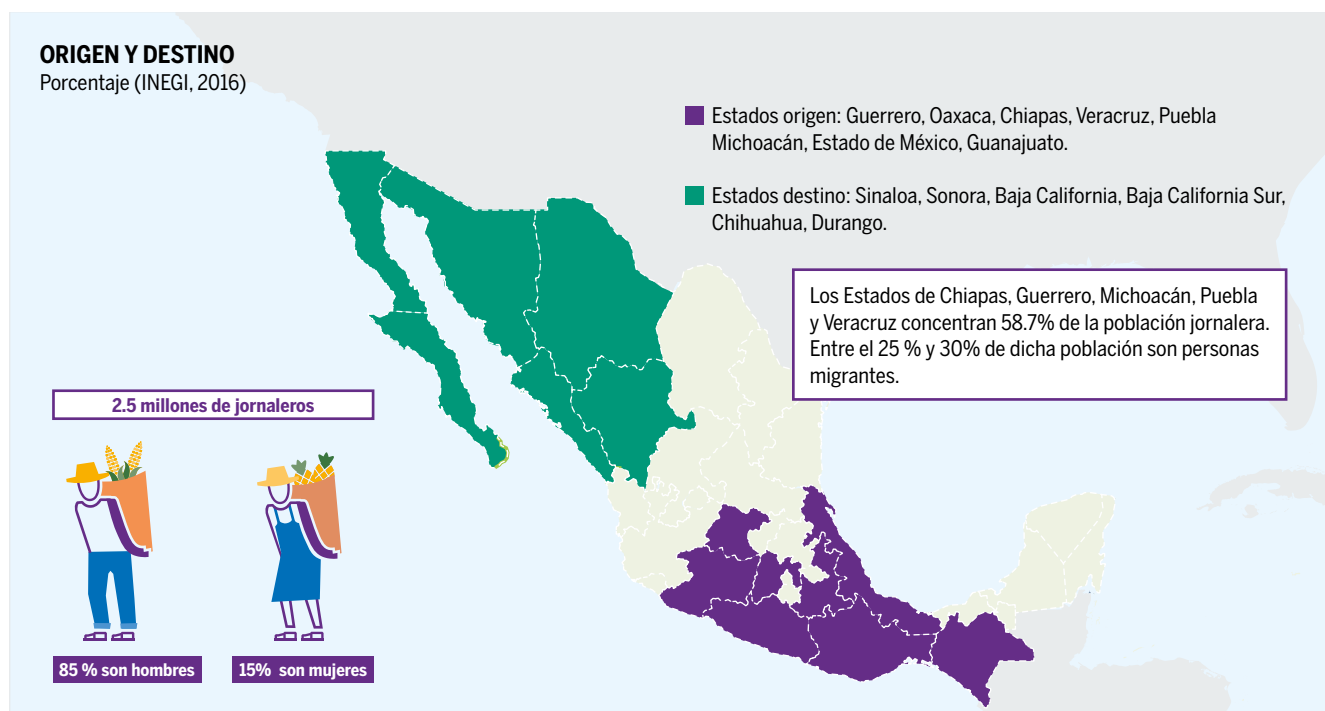 ORIGEN Y DESTINO
Porcentaje (INEGI, 2016)
Estados origen: Guerrero, Oaxaca, Chiapas, Veracruz, Puebla
Michoacán, Estado de México, Guanajuato.
Estados destino: Sinaloa, Sonora, Baja California, Baja California Sur,
Chihuahua, Durango.
Los Estados de Chiapas, Guerrero, Michoacán, Puebla
y Veracruz concentran 58.7% de la población jornalera.
Entre el 25 % y 30% de dicha población son personas
migrantes.
2.5 millones de jornaleros
85 % son hombres
15% son mujeres